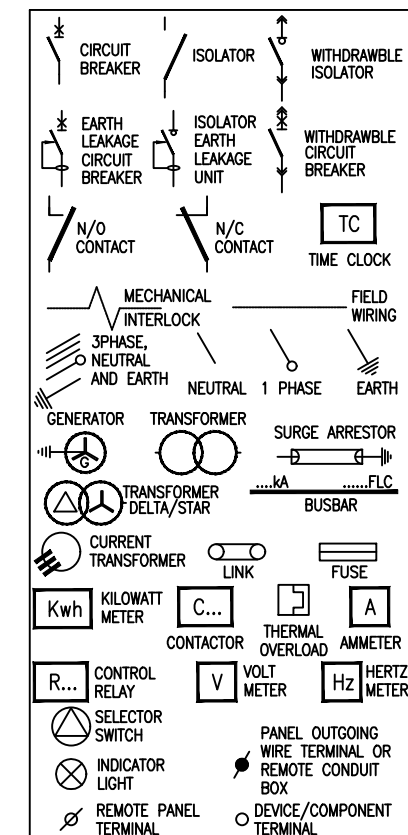 CIRCUIT
BREAKER
ISOLATOR
WITHDRAWBLE
ISOLATOR
EARTH
LEAKAGE
CIRCUIT
BREAKER
ISOLATOR
EARTH
LEAKAGE
UNIT
WITHDRAWBLE
CIRCUIT
BREAKER
N/O
CONTACT
N/C
CONTACT
TC
TIME CLOCK
MECHANICAL
INTERLOCK
FIELD
WIRING
3PHASE,
NEUTRAL
AND EARTH
NEUTRAL
1 PHASE
EARTH
GENERATOR
G
TRANSFORMER
SURGE ARRESTOR
TRANSFORMER
DELTA/STAR
....kA ......FLC
BUSBAR
CURRENT
TRANSFORMER
LINK
FUSE
Kwh
KILOWATT
METER
C...
CONTACTOR
THERMAL
OVERLOAD
A
AMMETER
R...
CONTROL
RELAY
V
VOLT
METER
Hz
HERTZ
METER
SELECTOR
SWITCH
INDICATOR
LIGHT
PANEL OUTGOING
WIRE TERMINAL OR
REMOTE CONDUIT
BOX
REMOTE PANEL
TERMINAL
DEVICE/COMPONENT
TERMINAL